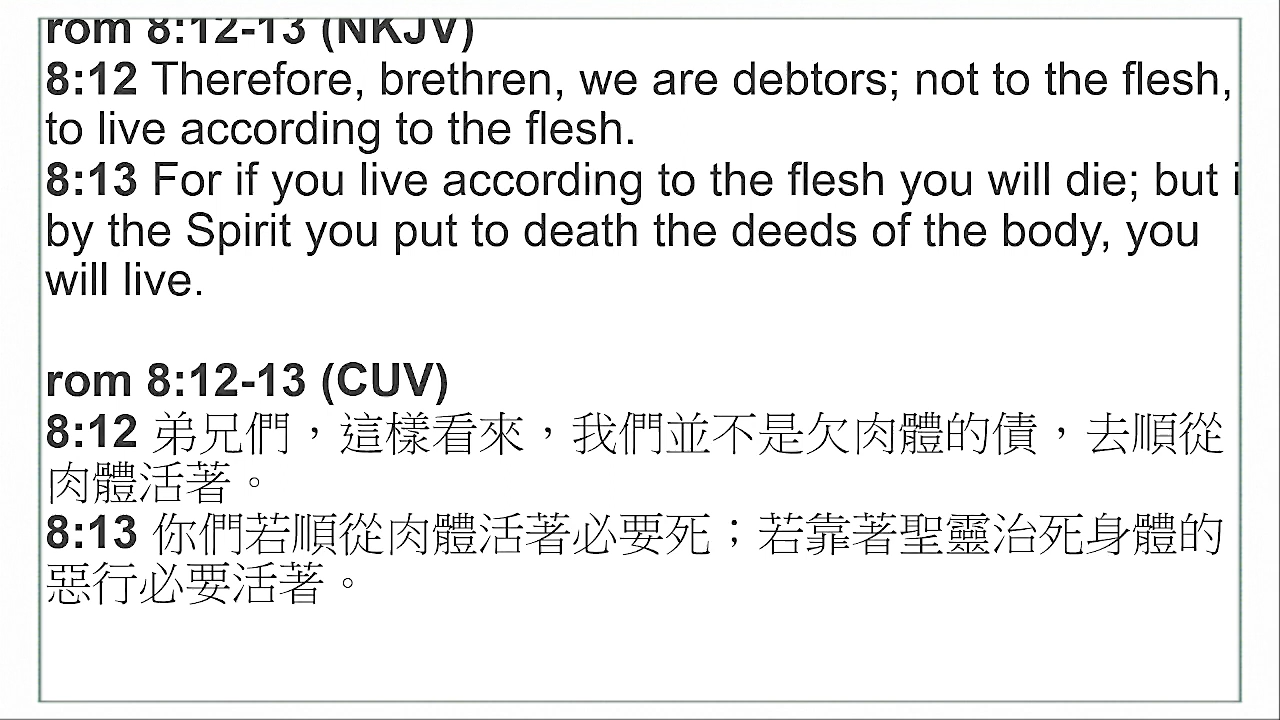 rom 8:12-13 (NKJV)
8:12 Therefore, brethren, we are debtors; not to the flesh,
to live according to the flesh.
8:13 For if you live according to the flesh you will die; but i
by the Spirit you put to death the deeds of the body, you
will live.
rom 8:12-13 (CUV)
8:12 弟兄們，這樣看來，我們並不是欠肉體的債，去順從
肉體活著。
8:13 你們若順從肉體活著必要死；若靠著聖靈治死身體的
惡行必要活著。